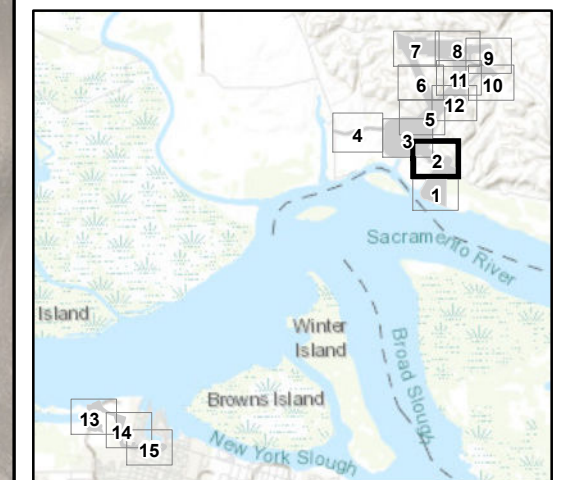 7
8
9
6
11
10
12
5
4
3
2
1
Sacramento River
Island
Winter
Island
Broad Slough
Browns Island
13
14
15
New York Slough